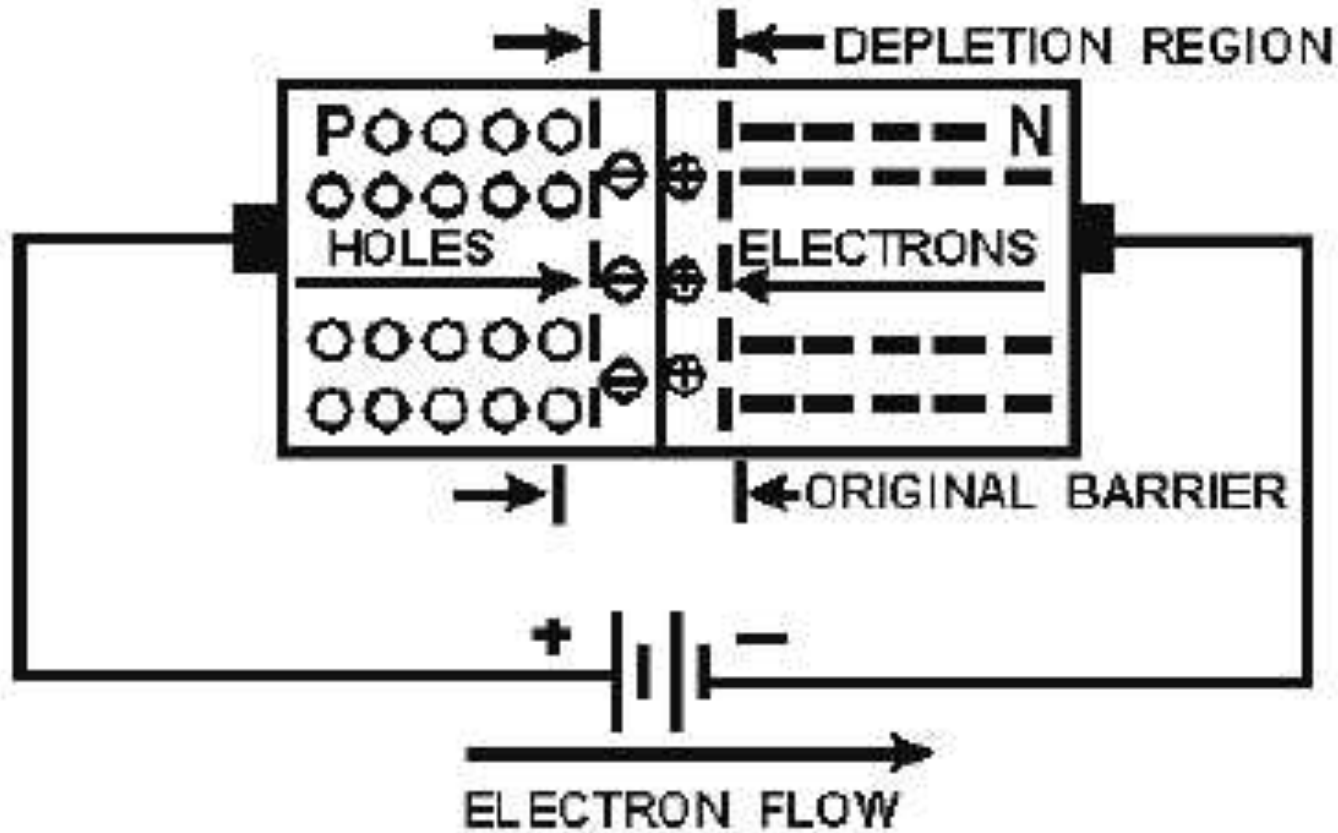 DEPLETION REGION
P N
HOLES ELECTRONS
ORIGINAL BARRIER
+ −
ELECTRON FLOW